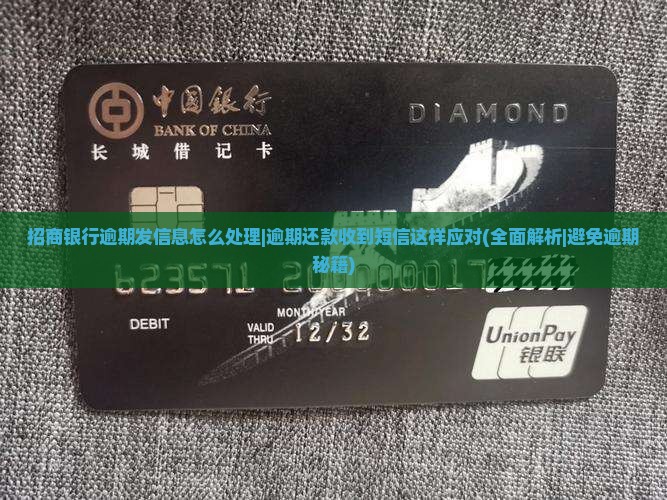 中国銀行
BANK OF CHINA
长城借记卡
DIAMOND
招商银行逾期发信息怎么处理|逾期还款收到短信这样应对(全面解析|避免逾期
秘籍)
DEBIT
MONTH/YEAR
VALID
THRU
12/32
UnionPay
银联